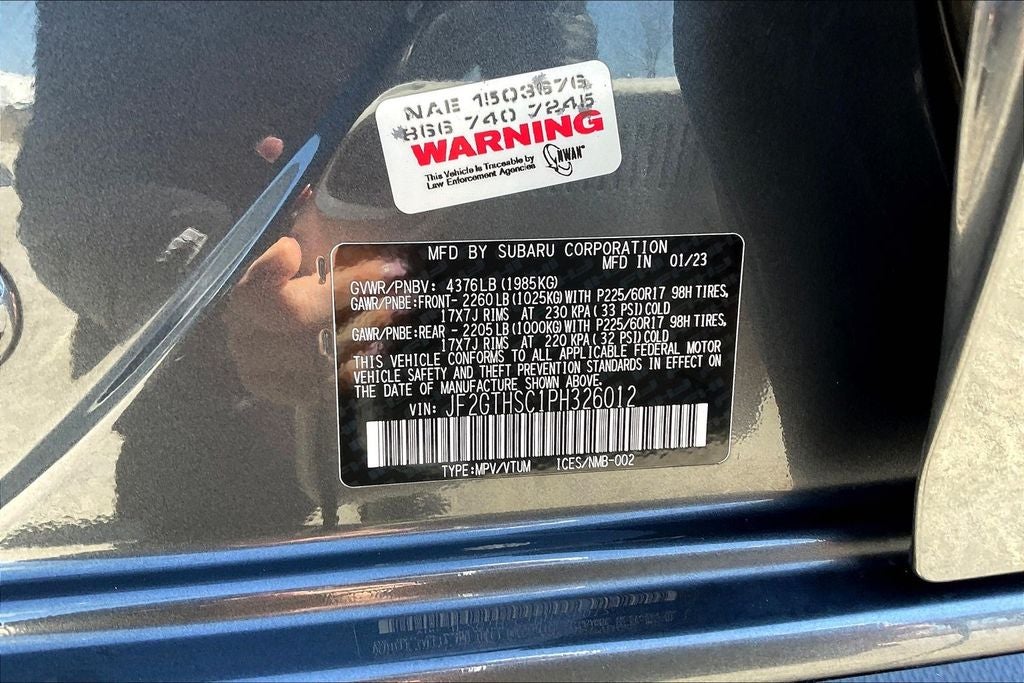 NAE 1503676
866 740 7245
WARNING
This Vehicle Is Traceable by
Law Enforcement Agencies
NWAN
MFD BY SUBARU CORPORATION
MFD IN 01/23
GVWR/PNBV: 4376LB(1985KG)
GAWR/PNBE:FRONT- 2260LB(1025KG)WITH P225/60R17 98H TIRES,
17X7J RIMS AT 230 KPA(33 PSI)COLD
GAWR/PNBE:REAR - 2205LB(1000KG)WITH P225/60R17 98H TIRES,
17X7J RIMS AT 220 KPA(32 PSI)COLD
THIS VEHICLE CONFORMS TO ALL APPLICABLE FEDERAL MOTOR
VEHICLE SAFETY AND THEFT PREVENTION STANDARDS IN EFFECT ON
THE DATE OF MANUFACTURE SHOWN ABOVE.
VIN: JF2GTHSC1PH326012
TYPE:MPV/VTUM ICES/NMB-002